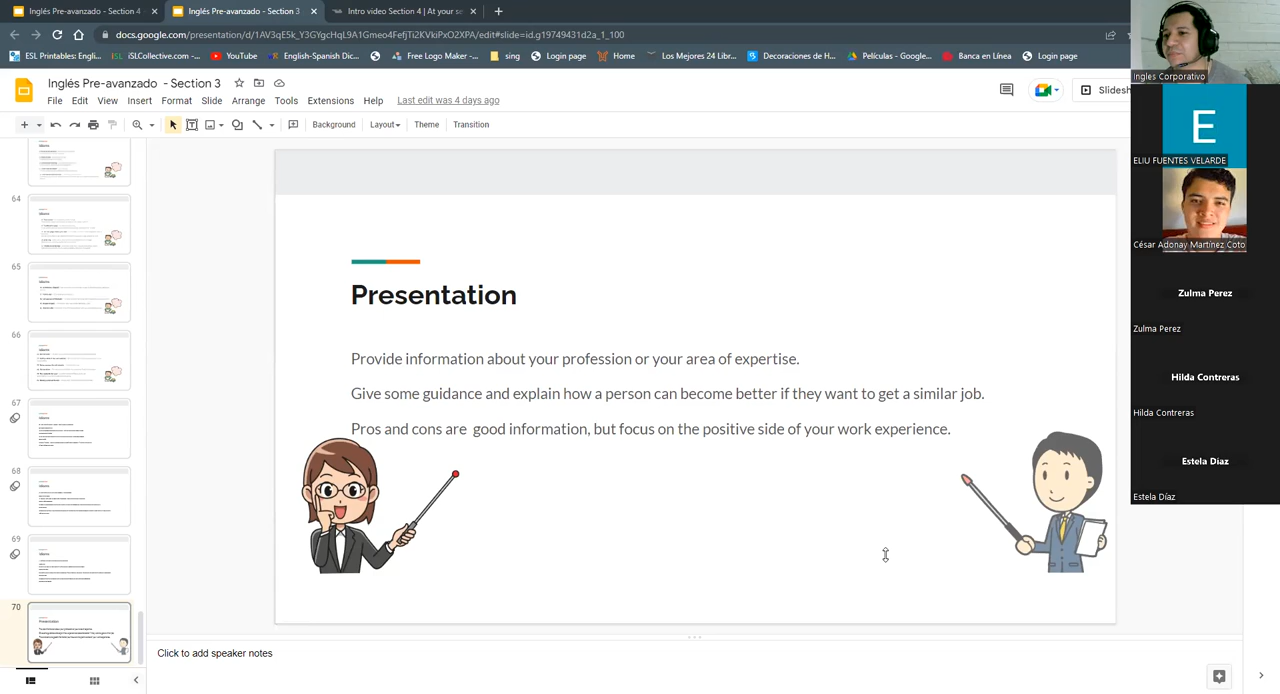 Inglés Pre-avanzado - Section 4
Inglés Pre-avanzado - Section 3
Intro video Section 4 | At your se
docs.google.com/presentation/d/1AV3qE5k_Y3GYgcHqL9A1Gmeo4FefjTi2KVkiPxO2XPA/edit#slide=id.g19749431d2a_1_100
ESL Printables: Engli...
iSLCollective.com -...
YouTube
English-Spanish Dic...
Login page
Free Logo Maker -...
sing
Login page
Home
Los Mejores 24 Libr...
Decoraciones de H...
Películas - Google...
Banca en Línea
Login page
Inglés Pre-avanzado - Section 3
File Edit View Insert Format Slide Arrange Tools Extensions Help Last edit was 4 days ago
Slidesh
Background Layout Theme Transition
64
65
66
67
68
69
70
Presentation
Provide information about your profession or your area of expertise.
Give some guidance and explain how a person can become better if they want to get a similar job.
Pros and cons are good information, but focus on the positive side of your work experience.
Click to add speaker notes
Ingles Corporativo
E
ELIU FUENTES VELARDE
César Adonay Martínez Coto
Zulma Perez
Zulma Perez
Hilda Contreras
Hilda Contreras
Estela Diaz
Estela Díaz